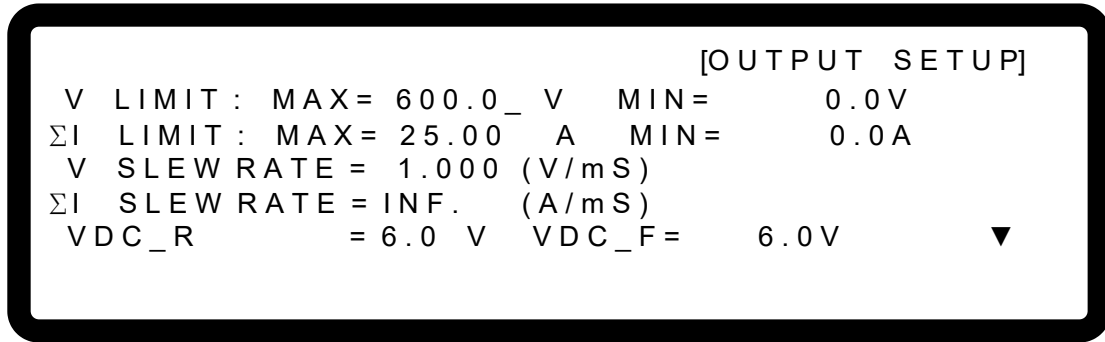 [OUTPUT SETUP]
V LIMIT: MAX= 600.0_ V MIN= 0.0V
ΣI LIMIT: MAX= 25.00 A MIN= 0.0A
V SLEW RATE = 1.000 (V/mS)
ΣI SLEW RATE = INF. (A/mS)
VDC_R = 6.0 V VDC_F= 6.0V ▼